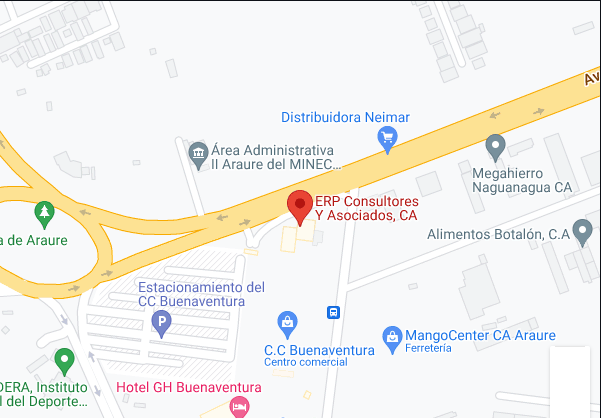 Av
Distribuidora Neimar
Área Administrativa
II Araure del MINEC...
Megahierro
Naguanagua CA
ERP Consultores
Y Asociados, CA
a de Araure
Alimentos Botalón, C.A
Estacionamiento del
CC Buenaventura
P
C.C Buenaventura
Centro comercial
MangoCenter CA Araure
Ferretería
DERA, Instituto
l del Deporte...
Hotel GH Buenaventura